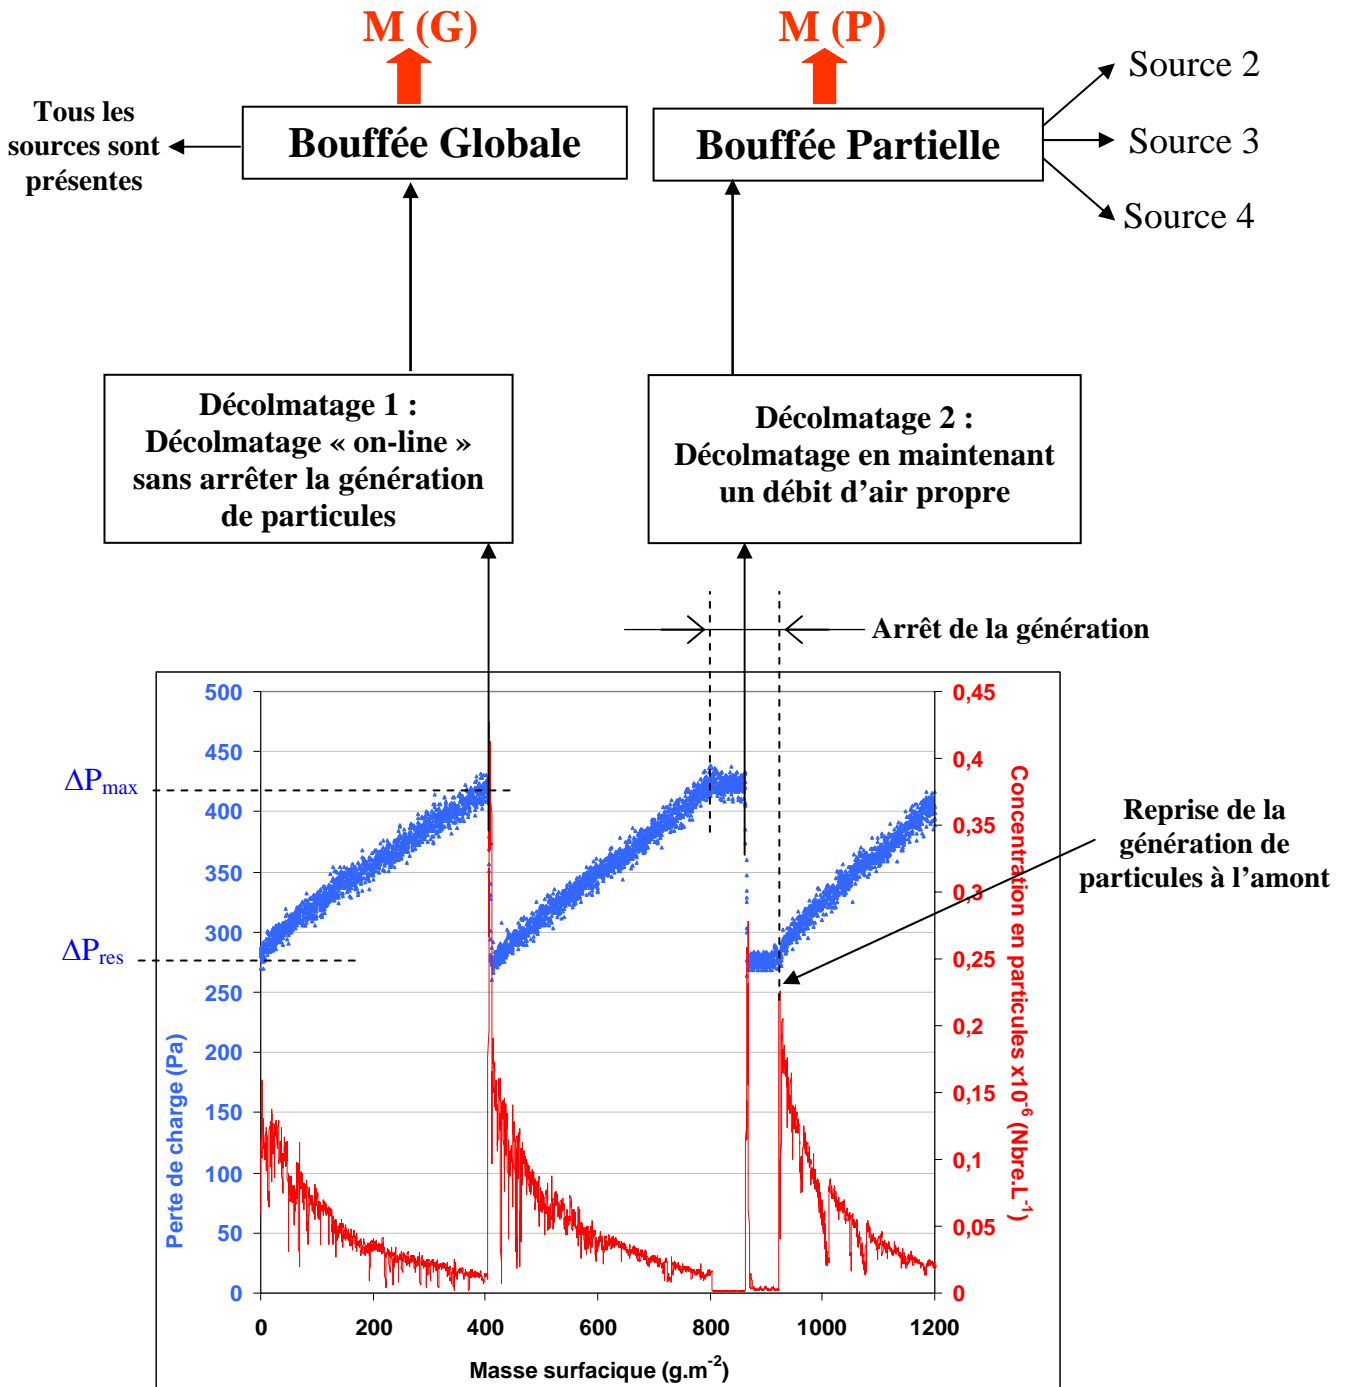 M (G)
M (P)
Tous les
sources sont
présentes
Bouffée Globale
Bouffée Partielle
Source 2
Source 3
Source 4
Décolmatage 1 :
Décolmatage « on-line »
sans arrêter la génération
de particules
Décolmatage 2 :
Décolmatage en maintenant
un débit d’air propre
Arrêt de la génération
Reprise de la
génération de
particules à l’amont
ΔPmax
ΔPres
Perte de charge (Pa)
500
450
400
350
300
250
200
150
100
50
0
0,45
0,4
0,35
0,3
0,25
0,2
0,15
0,1
0,05
0
Concentration en particules x10-6 (Nbre.L-1)
0 200 400 600 800 1000 1200
Masse surfacique (g.m-2)